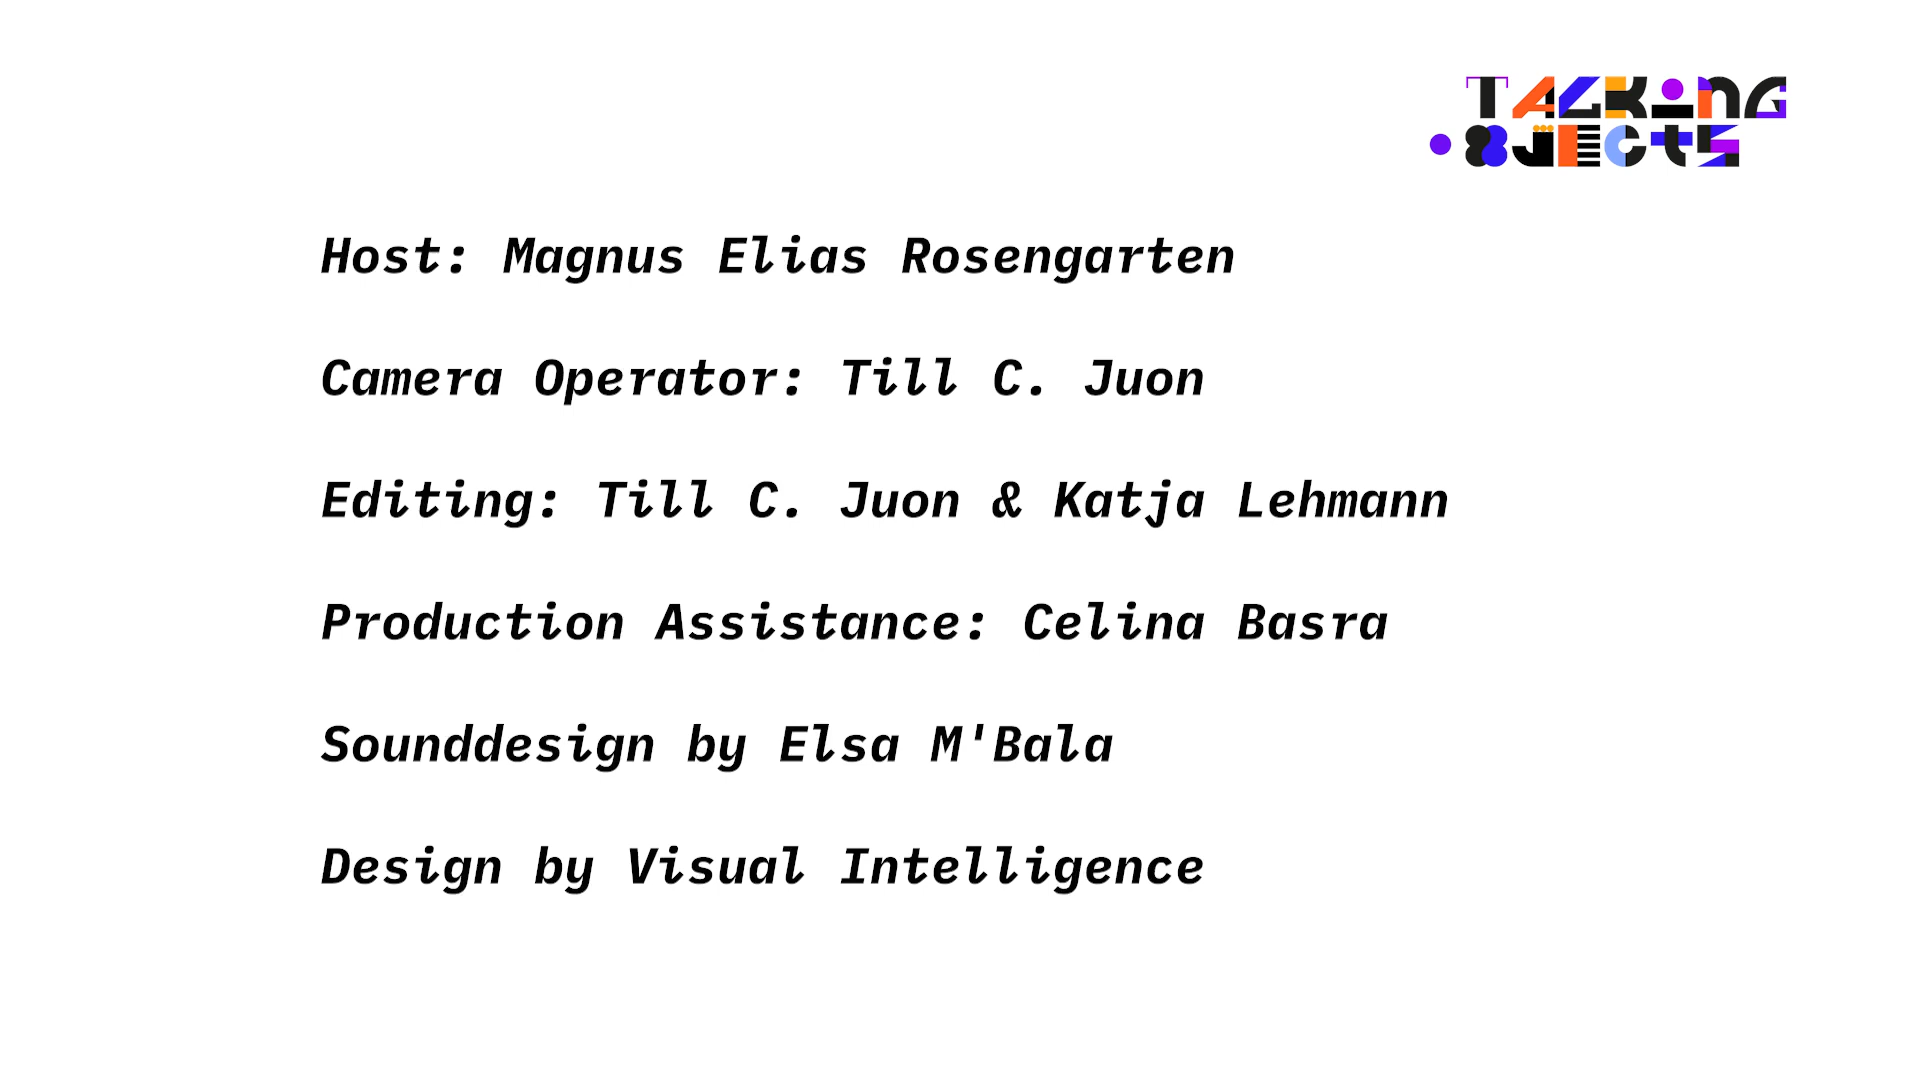 TALKiNG
OBJECtS
Host: Magnus Elias Rosengarten
Camera Operator: Till C. Juon
Editing: Till C. Juon & Katja Lehmann
Production Assistance: Celina Basra
Sounddesign by Elsa M'Bala
Design by Visual Intelligence